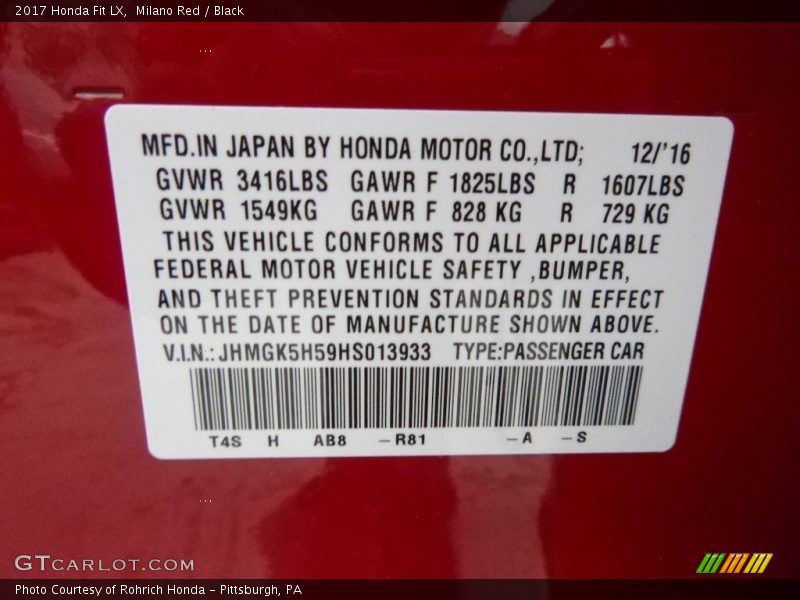 2017 Honda Fit LX,  Milano Red / Black
MFD.IN JAPAN BY HONDA MOTOR CO.,LTD; 12/'16
GVWR 3416LBS GAWR F 1825LBS R 1607LBS
GVWR 1549KG GAWR F 828 KG R 729 KG
THIS VEHICLE CONFORMS TO ALL APPLICABLE
FEDERAL MOTOR VEHICLE SAFETY ,BUMPER,
AND THEFT PREVENTION STANDARDS IN EFFECT
ON THE DATE OF MANUFACTURE SHOWN ABOVE.
V.I.N.: JHMGK5H59HS013933 TYPE:PASSENGER CAR
T4S H AB8 –R81 –A –S
GTCARLOT.COM
Photo Courtesy of Rohrich Honda – Pittsburgh, PA